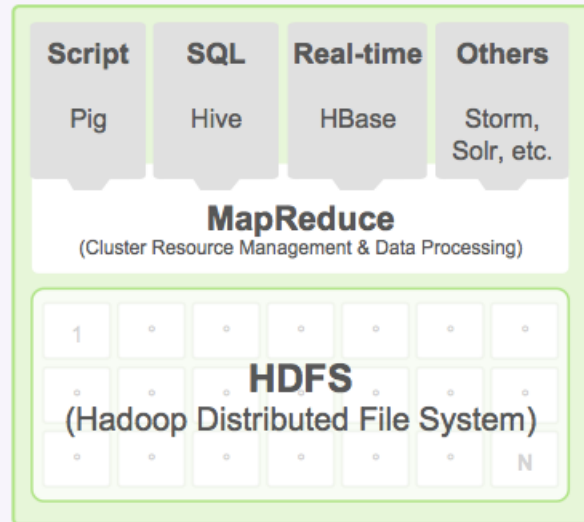 Script SQL Real-time Others
Pig Hive HBase Storm,
Solr, etc.
MapReduce
(Cluster Resource Management & Data Processing)
1
HDFS
(Hadoop Distributed File System)
N